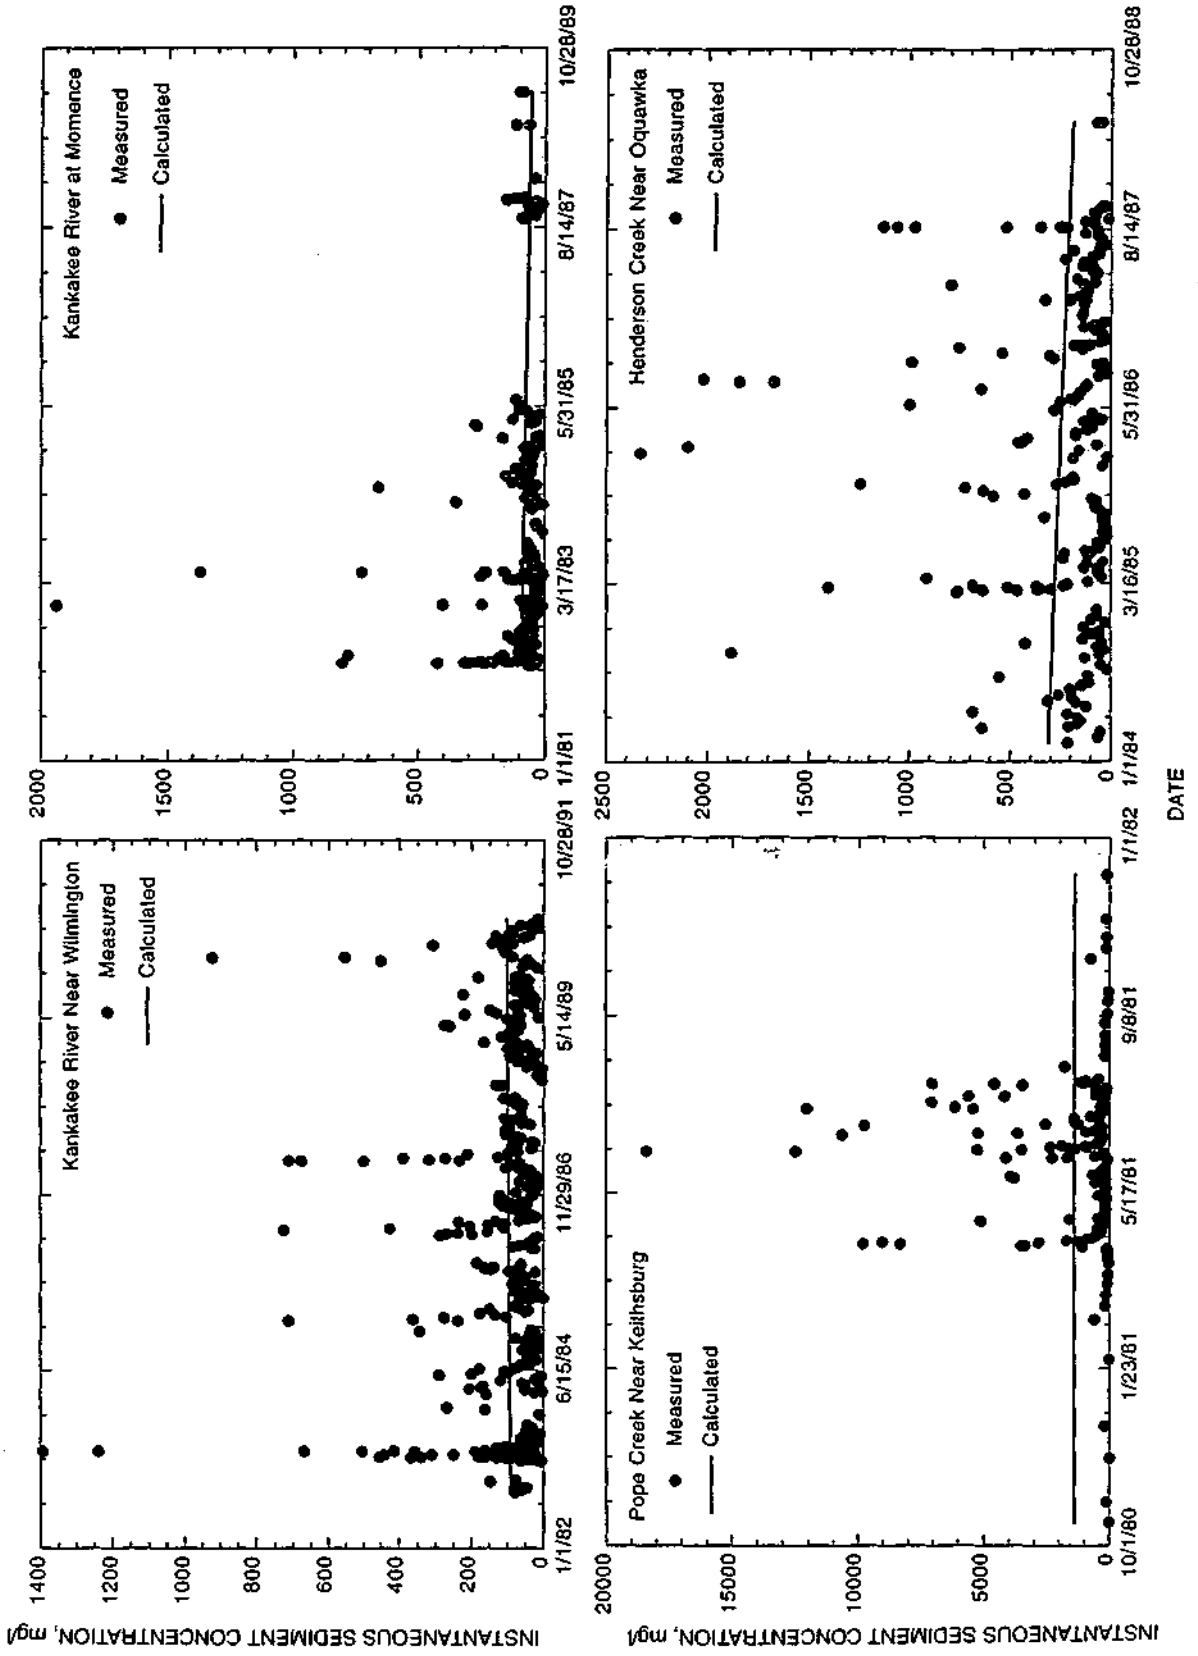 INSTANTANEOUS SEDIMENT CONCENTRATION, mg/l
1400
1200
1000
800
600
400
200
0
Kankakee River Near Wilmington
Measured
Calculated
1/1/82
6/15/84
11/29/86
5/14/89
10/28/91
2000
1500
1000
500
0
Kankakee River at Momence
Measured
Calculated
1/1/81
3/17/83
5/31/85
8/14/87
10/28/89
INSTANTANEOUS SEDIMENT CONCENTRATION, mg/l
20000
15000
10000
5000
0
Pope Creek Near Keithsburg
Measured
Calculated
10/1/80
1/23/81
5/17/81
9/8/81
1/1/82
2500
2000
1500
1000
500
0
Henderson Creek Near Oquawka
Measured
Calculated
1/1/84
3/16/85
5/31/86
8/14/87
10/28/88
DATE